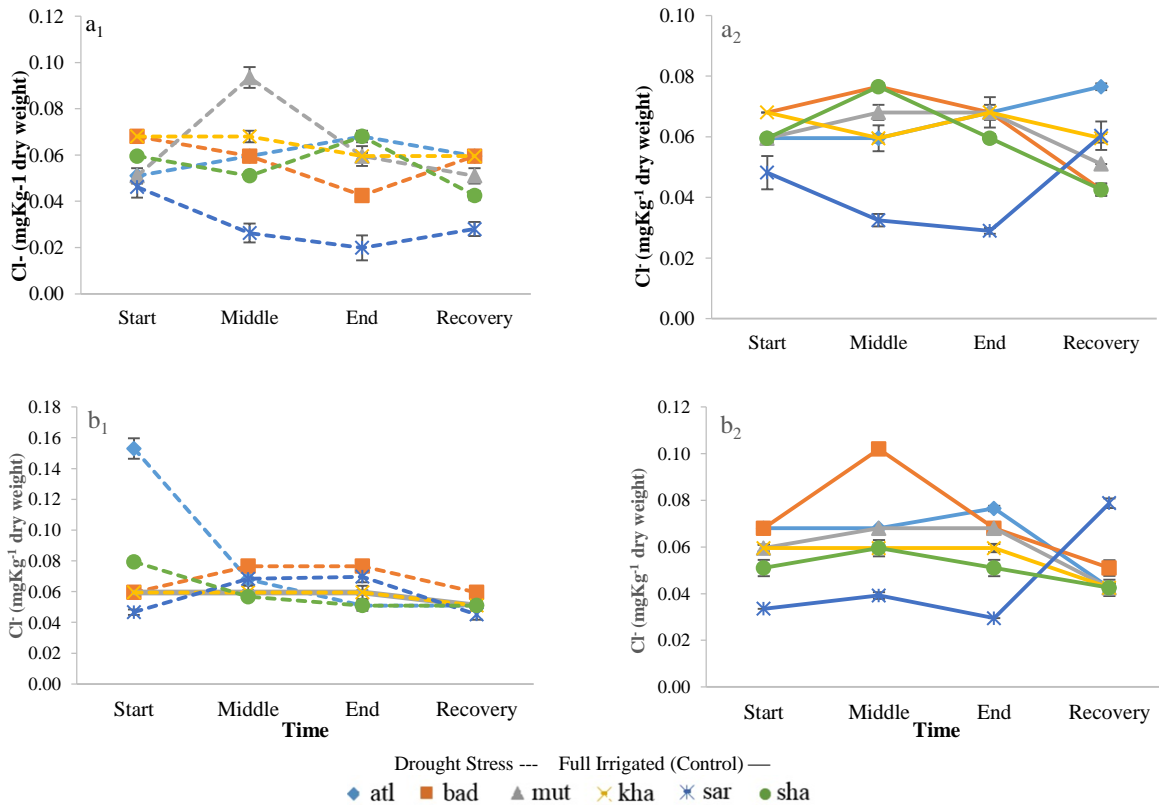 a1
Cl- (mgKg-1 dry weight)
0.12
0.10
0.08
0.06
0.04
0.02
0.00
Start Middle End Recovery
a2
Cl- (mgKg-1 dry weight)
0.10
0.08
0.06
0.04
0.02
0.00
Start Middle End Recovery
b1
Cl- (mgKg-1 dry weight)
0.18
0.16
0.14
0.12
0.10
0.08
0.06
0.04
0.02
0.00
Start Middle End Recovery
Time
b2
Cl- (mgKg-1 dry weight)
0.12
0.10
0.08
0.06
0.04
0.02
0.00
Start Middle End Recovery
Time
Drought Stress --- Full Irrigated (Control) —
atl bad mut kha sar sha